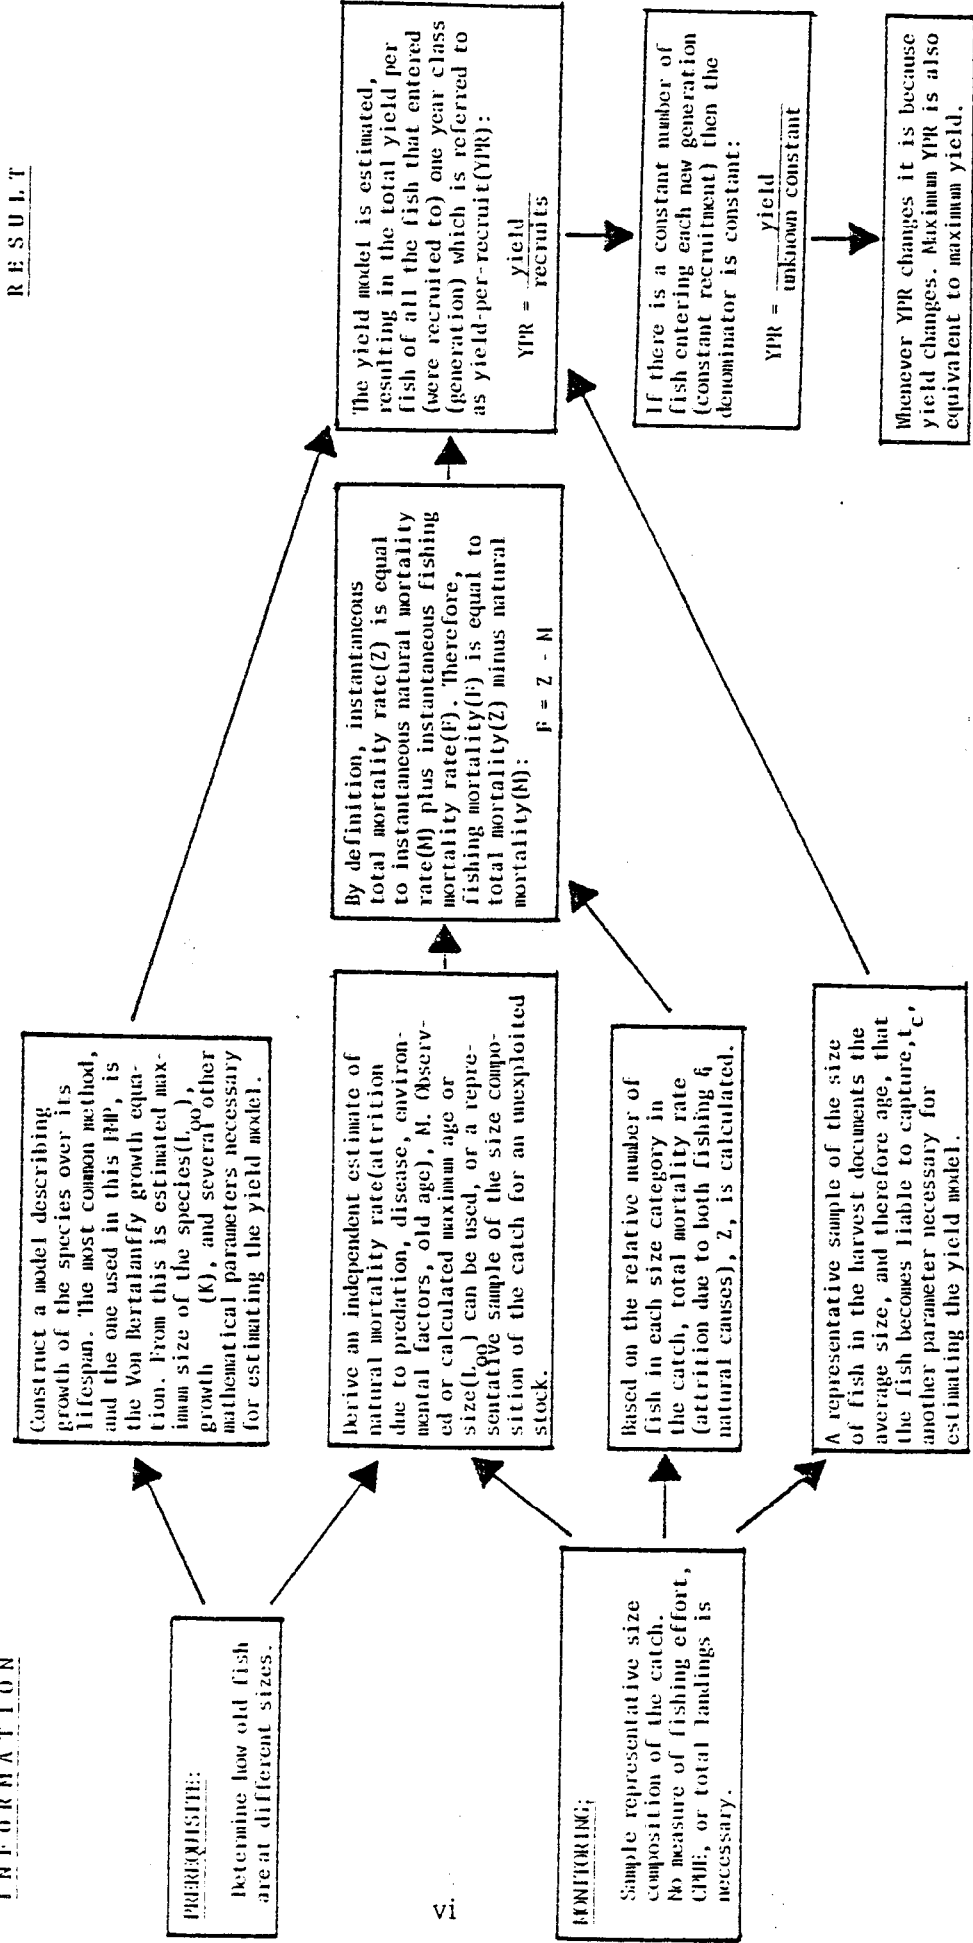 INFORMATION
RESULT
PREREQUISITE:
Determine how old fish
are at different sizes.
MONITORING;
Sample representative size
composition of the catch.
No measure of fishing effort,
CPUE, or total landings is
necessary.
Construct a model describing
growth of the species over its
lifespan. The most common method,
and the one used in this FMP, is
the Von Bertalanffy growth equa-
tion. From this is estimated max-
imum size of the species(L∞),
growth (K), and several other
mathematical parameters necessary
for estimating the yield model.
Derive an independent estimate of
natural mortality rate(attrition
due to predation, disease, environ-
mental factors, old age), M. Observ-
ed or calculated maximum age or
size(L∞) can be used, or a repre-
sentative sample of the size compo-
sition of the catch for an unexploited
stock.
Based on the relative number of
fish in each size category in
the catch, total mortality rate
(attrition due to both fishing &
natural causes), Z, is calculated.
A representative sample of the size
of fish in the harvest documents the
average size, and therefore age, that
the fish becomes liable to capture,tc,
another parameter necessary for
estimating the yield model.
By definition, instantaneous
total mortality rate(Z) is equal
to instantaneous natural mortality
rate(M) plus instantaneous fishing
mortality rate(F). Therefore,
fishing mortality(F) is equal to
total mortality(Z) minus natural
mortality(M):
F = Z - M
The yield model is estimated,
resulting in the total yield per
fish of all the fish that entered
(were recruited to) one year class
(generation) which is referred to
as yield-per-recruit(YPR):
YPR = yield
recruits
If there is a constant number of
fish entering each new generation
(constant recruitment) then the
denominator is constant:
YPR = yield
unknown constant
Whenever YPR changes it is because
yield changes. Maximum YPR is also
equivalent to maximum yield.
vi